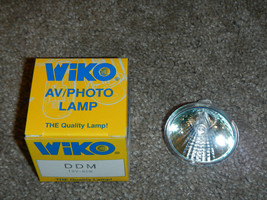 WIKO®
AV/PHOTO
LAMP
THE Quality Lamp!
WIKO®
DDM